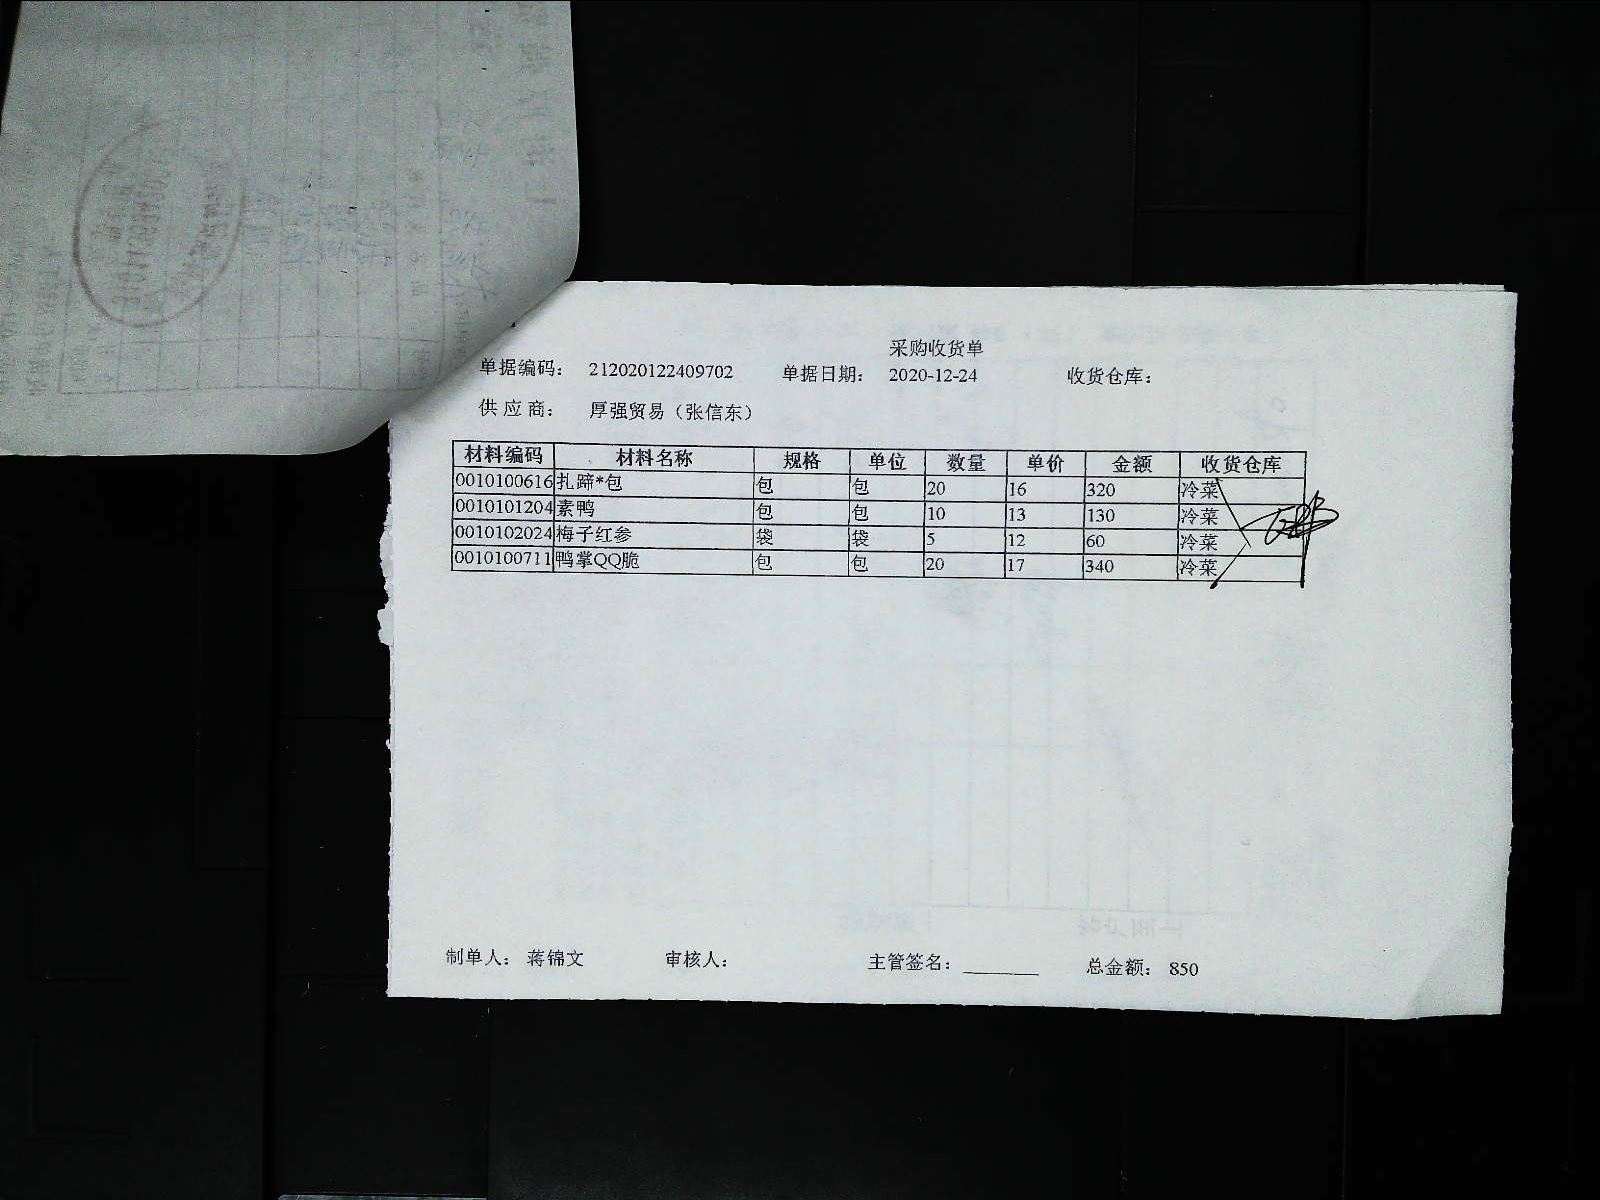 采购收货单
单据编码： 212020122409702 单据日期： 2020-12-24 收货仓库：
供应商： 厚强贸易（张信东）
材料编码 材料名称 规格 单位 数量 单价 金额 收货仓库
0010100616 扎蹄*包 包 包 20 16 320 冷菜
0010101204 素鸭 包 包 10 13 130 冷菜
0010102024 梅子红参 袋 袋 5 12 60 冷菜
0010100711 鸭掌QQ脆 包 包 20 17 340 冷菜
制单人： 蒋锦文 审核人： 主管签名：________ 总金额： 850